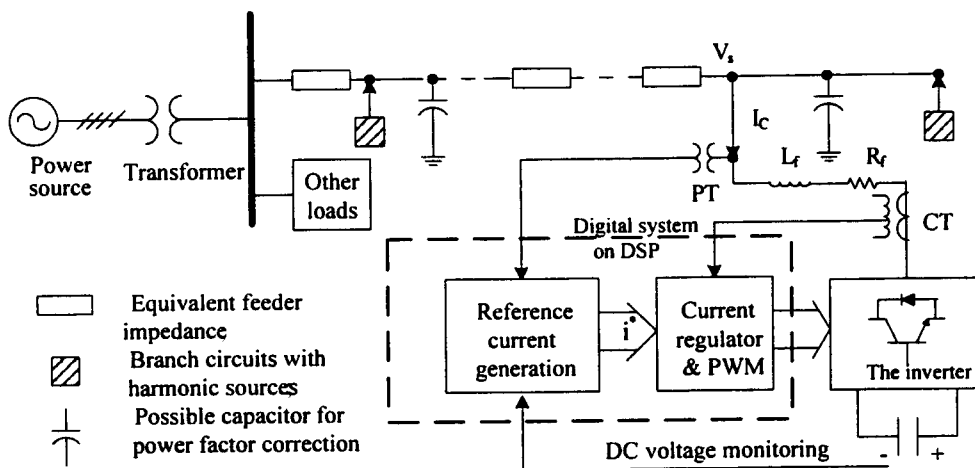 V_s
I_C
L_f
R_f
PT
CT
Power
source
Transformer
Other
loads
Digital system
on DSP
Reference
current
generation
i*
Current
regulator
& PWM
The inverter
- +
DC voltage monitoring
Equivalent feeder
impedance
Branch circuits with
harmonic sources
Possible capacitor for
power factor correction